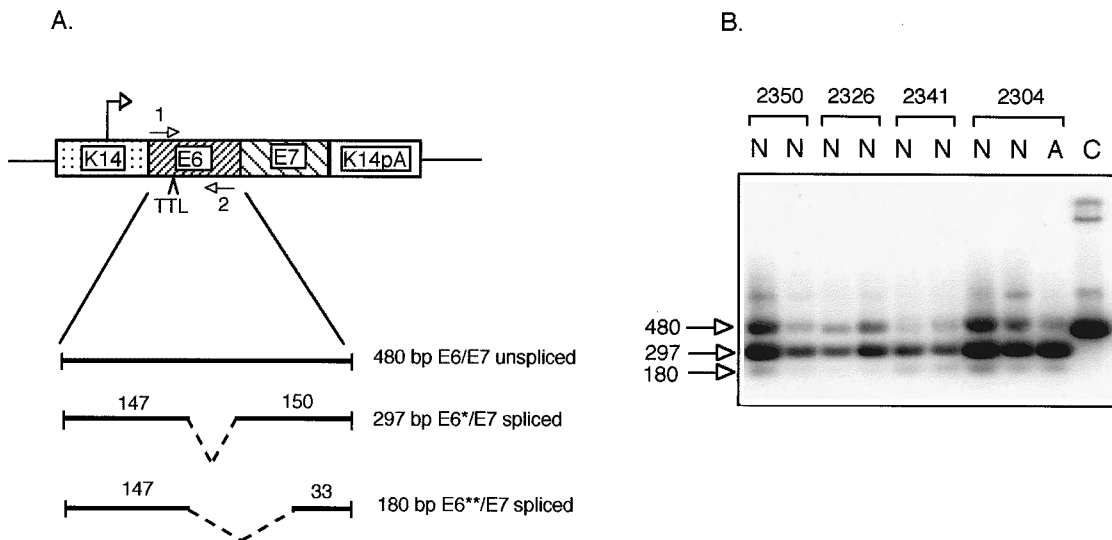 A.
1
K14 E6 E7 K14pA
TTL 2
480 bp E6/E7 unspliced
147 150
297 bp E6*/E7 spliced
147 33
180 bp E6**/E7 spliced
B.
2350 2326 2341 2304
N N N N N N N N A C
480
297
180